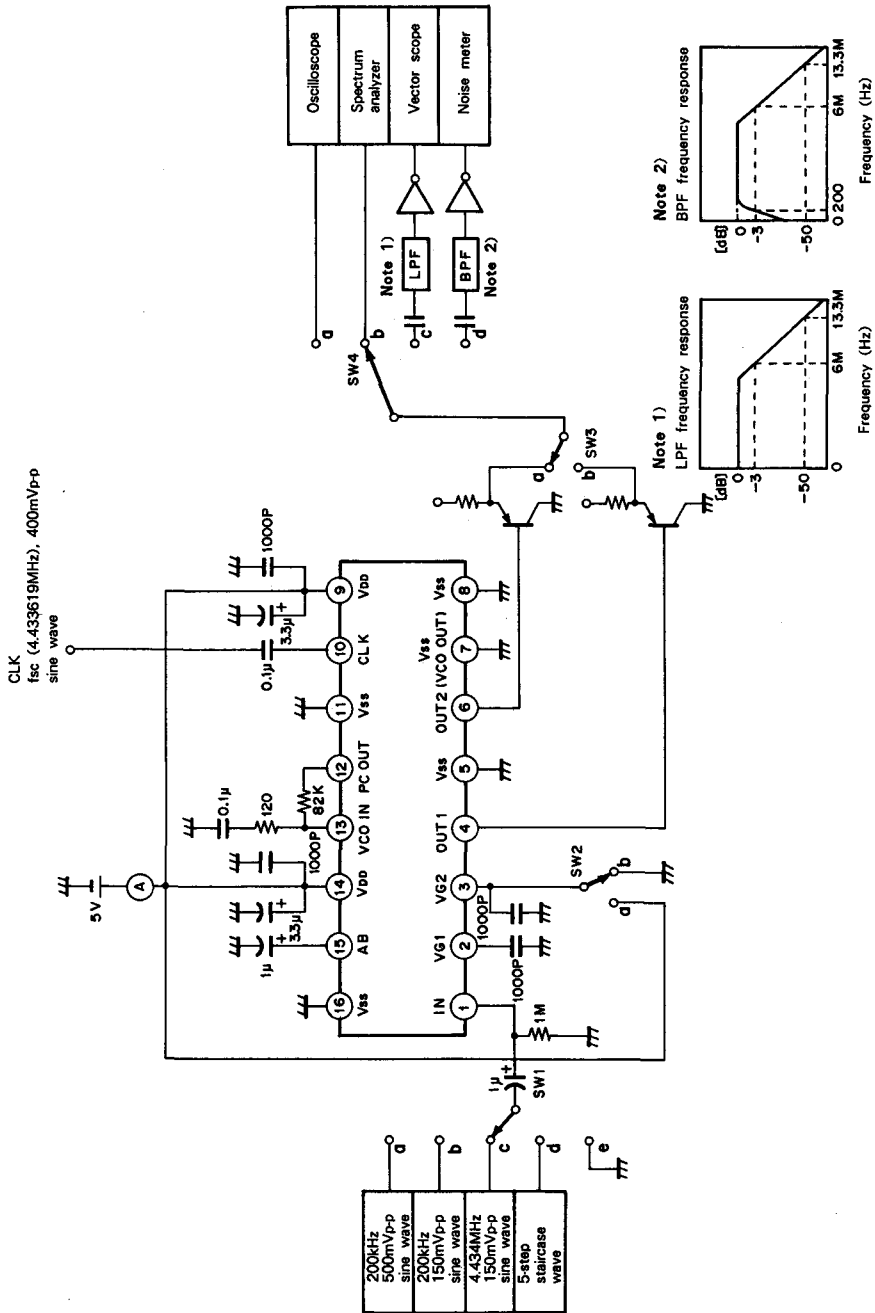 CLK
fsc (4.433619MHz), 400mVp-p
sine wave
5V
A
1μ
3.3μ
1000P
0.1μ
120
82K
0.1μ
3.3μ
1000P
16
15
14
13
12
11
10
9
Vss
AB
VDD
VCO IN
PC OUT
Vss
CLK
VDD
IN
VG1
VG2
OUT1
Vss
OUT2
Vss
(VCO OUT)
Vss
1
2
3
4
5
6
7
8
1μ
SW1
1M
1000P
1000P
SW2
a
b
a
b
c
d
e
200kHz
500mVp-p
sine wave
200kHz
150mVp-p
sine wave
4.434MHz
150mVp-p
sine wave
5-step
staircase
wave
a
b
SW3
SW4
a
b
c
d
Note 1)
LPF
BPF
Note 2)
Oscilloscope
Spectrum
analyzer
Vector scope
Noise meter
Note 1)
LPF frequency response
[dB]
0
-3
-50
0
6M
13.3M
Frequency (Hz)
Note 2)
BPF frequency response
[dB]
0
-3
-50
0 200
6M
13.3M
Frequency (Hz)